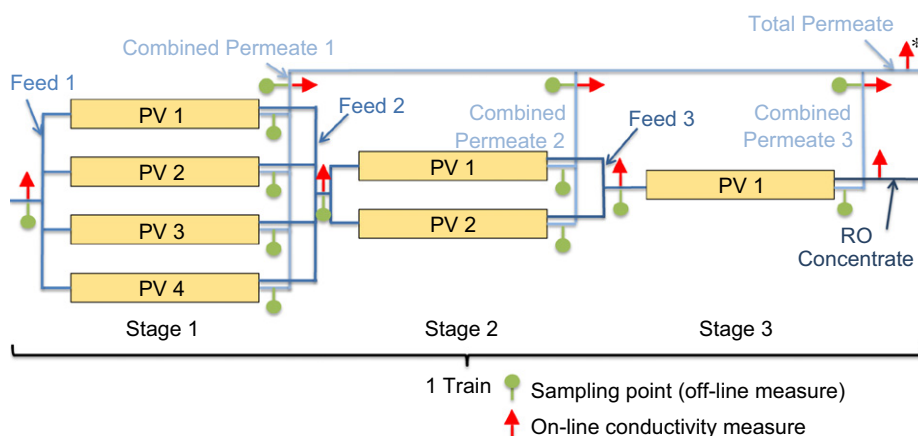 Total Permeate
*
Combined Permeate 1
Feed 1
PV 1
PV 2
PV 3
PV 4
Feed 2
Combined
Permeate 2
PV 1
PV 2
Feed 3
Combined
Permeate 3
PV 1
RO
Concentrate
Stage 1
Stage 2
Stage 3
1 Train
Sampling point (off-line measure)
On-line conductivity measure